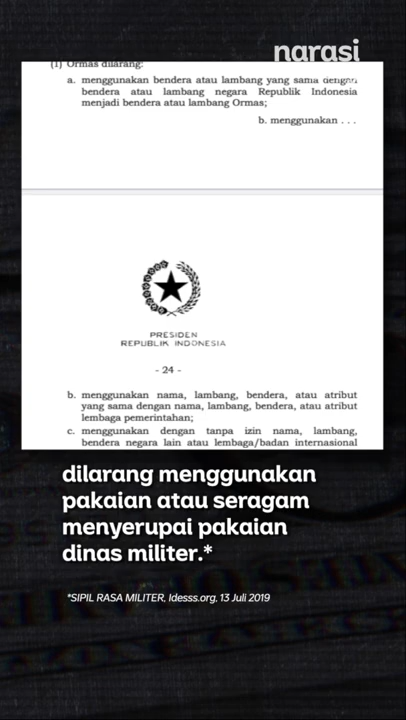 narasi
(1) Ormas dilarang:
a. menggunakan bendera atau lambang yang sama dengan
bendera atau lambang negara Republik Indonesia
menjadi bendera atau lambang Ormas;
b. menggunakan . . .
PRESIDEN
REPUBLIK INDONESIA
- 24 -
b. menggunakan nama, lambang, bendera, atau atribut
yang sama dengan nama, lambang, bendera, atau atribut
lembaga pemerintahan;
c. menggunakan dengan tanpa izin nama, lambang,
bendera negara lain atau lembaga/badan internasional
dilarang menggunakan
pakaian atau seragam
menyerupai pakaian
dinas militer.*
*SIPIL RASA MILITER, Idesss.org, 13 Juli 2019